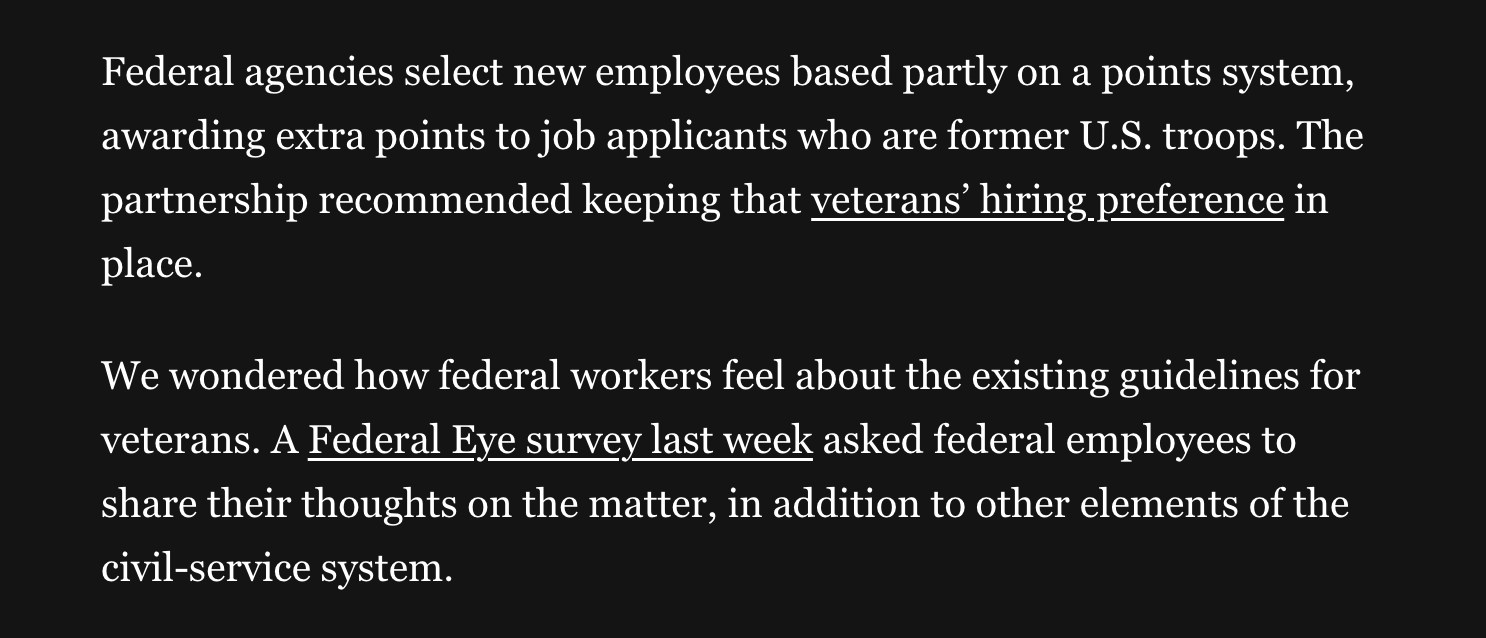 Federal agencies select new employees based partly on a points system,
awarding extra points to job applicants who are former U.S. troops. The
partnership recommended keeping that veterans’ hiring preference in
place.
We wondered how federal workers feel about the existing guidelines for
veterans. A Federal Eye survey last week asked federal employees to
share their thoughts on the matter, in addition to other elements of the
civil-service system.